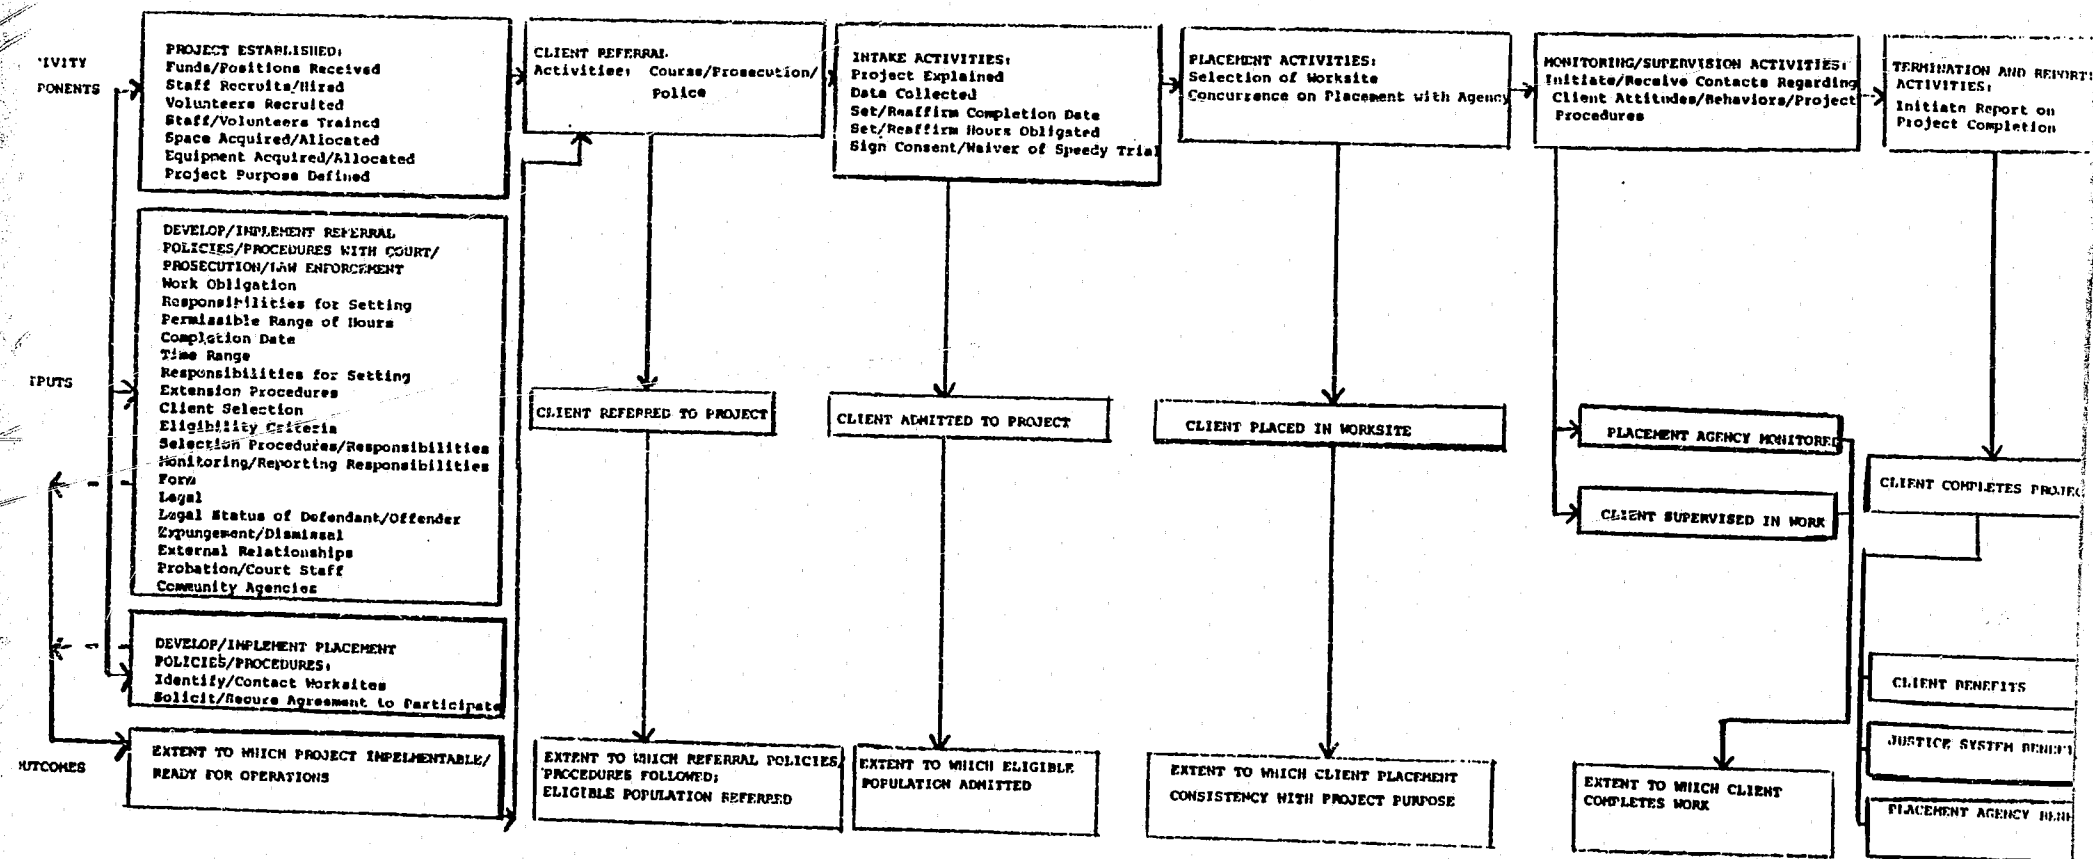 'IVITY
PONENTS
PROJECT ESTABLISHED:
Funds/Positions Received
Staff Recruits/Hired
Volunteers Recruited
Staff/Volunteers Trained
Space Acquired/Allocated
Equipment Acquired/Allocated
Project Purpose Defined
CLIENT REFERRAL
Activities: Course/Prosecution/
Police
INTAKE ACTIVITIES:
Project Explained
Data Collected
Set/Reaffirm Completion Date
Set/Reaffirm Hours Obligated
Sign Consent/Waiver of Speedy Trial
PLACEMENT ACTIVITIES:
Selection of Worksite
Concurrence on Placement with Agency
MONITORING/SUPERVISION ACTIVITIES:
Initiate/Receive Contacts Regarding
Client Attitudes/Behaviors/Project
Procedures
TERMINATION AND REPORT
ACTIVITIES:
Initiate Report on
Project Completion
TPUTS
DEVELOP/IMPLEMENT REFERRAL
POLICIES/PROCEDURES WITH COURT/
PROSECUTION/LAW ENFORCEMENT
Work Obligation
Responsibilities for Setting
Permissible Range of Hours
Completion Date
Time Range
Responsibilities for Setting
Extension Procedures
Client Selection
Eligibility Criteria
Selection Procedures/Responsibilities
Monitoring/Reporting Responsibilities
Form
Legal
Legal Status of Defendant/Offender
Expungement/Dismissal
External Relationships
Probation/Court Staff
Community Agencies
CLIENT REFERRED TO PROJECT
CLIENT ADMITTED TO PROJECT
CLIENT PLACED IN WORKSITE
PLACEMENT AGENCY MONITORED
CLIENT SUPERVISED IN WORK
CLIENT COMPLETES PROJEC
DEVELOP/IMPLEMENT PLACEMENT
POLICIES/PROCEDURES:
Identify/Contact Worksites
Solicit/Secure Agreement to Participate
CLIENT BENEFITS
JUSTICE SYSTEM BENEFI
PLACEMENT AGENCY BENE
UTCOMES
EXTENT TO WHICH PROJECT IMPELMENTABLE/
READY FOR OPERATIONS
EXTENT TO WHICH REFERRAL POLICIES/
PROCEDURES FOLLOWED;
ELIGIBLE POPULATION REFERRED
EXTENT TO WHICH ELIGIBLE
POPULATION ADMITTED
EXTENT TO WHICH CLIENT PLACEMENT
CONSISTENCY WITH PROJECT PURPOSE
EXTENT TO WHICH CLIENT
COMPLETES WORK